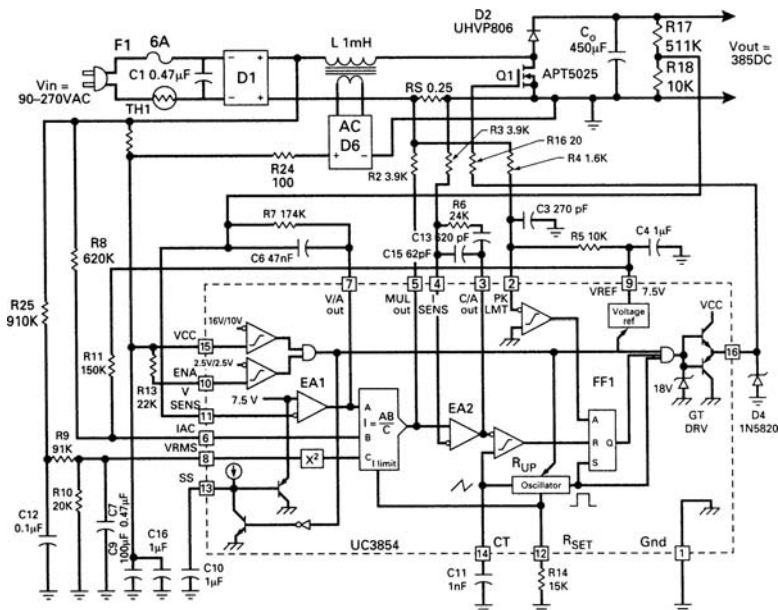 F1
6A
C1 0.47µF
Vin =
90–270VAC
TH1
D1
L 1mH
D2
UHVP806
Q1
APT5025
Co
450µF
R17
511K
R18
10K
Vout =
385DC
RS 0.25
AC
D6
R24
100
R3 3.9K
R16 20
R4 1.6K
R2 3.9K
R7 174K
C6 47nF
R6
24K
C13 620 pF
C15 62pF
C3 270 pF
R5 10K
C4 1µF
R8
620K
R25
910K
R11
150K
R13
22K
R9
91K
R10
20K
C12
0.1µF
C7
0.47µF
C9
100µF
C16
1µF
C10
1µF
7
V/A
out
5
MUL
out
4
I
SENS
3
C/A
out
2
PK
LMT
9
VREF
7.5V
Voltage
ref
VCC
16V/10V
VCC
15
2.5V/2.5V
ENA
10
V
SENS
11
IAC
6
VRMS
8
SS
13
7.5 V
EA1
A
B
C
I = AB/C
I limit
X²
EA2
FF1
A
R Q
S
RUP
Oscillator
18V
GT
DRV
16
D4
1N5820
UC3854
14
CT
12
RSET
Gnd
1
C11
1nF
R14
15K